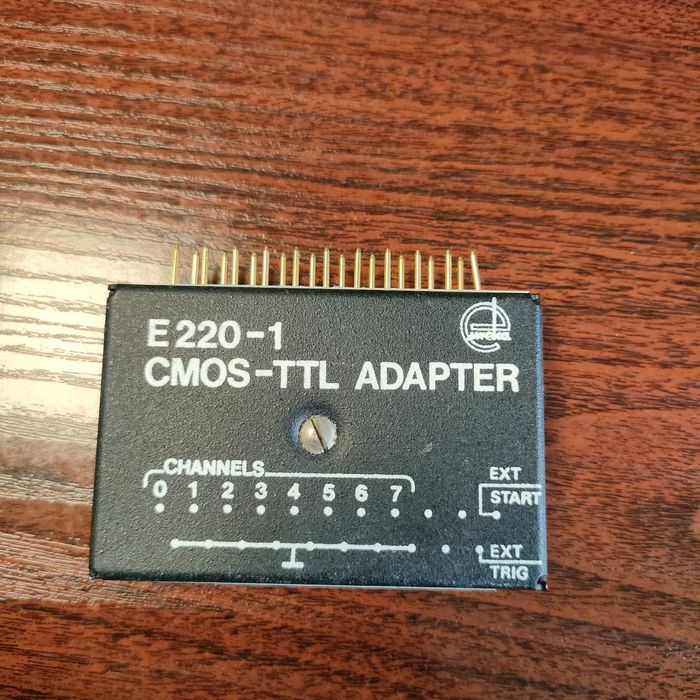 E220-1
CMOS-TTL ADAPTER
CHANNELS
0 1 2 3 4 5 6 7
EXT
START
EXT
TRIG